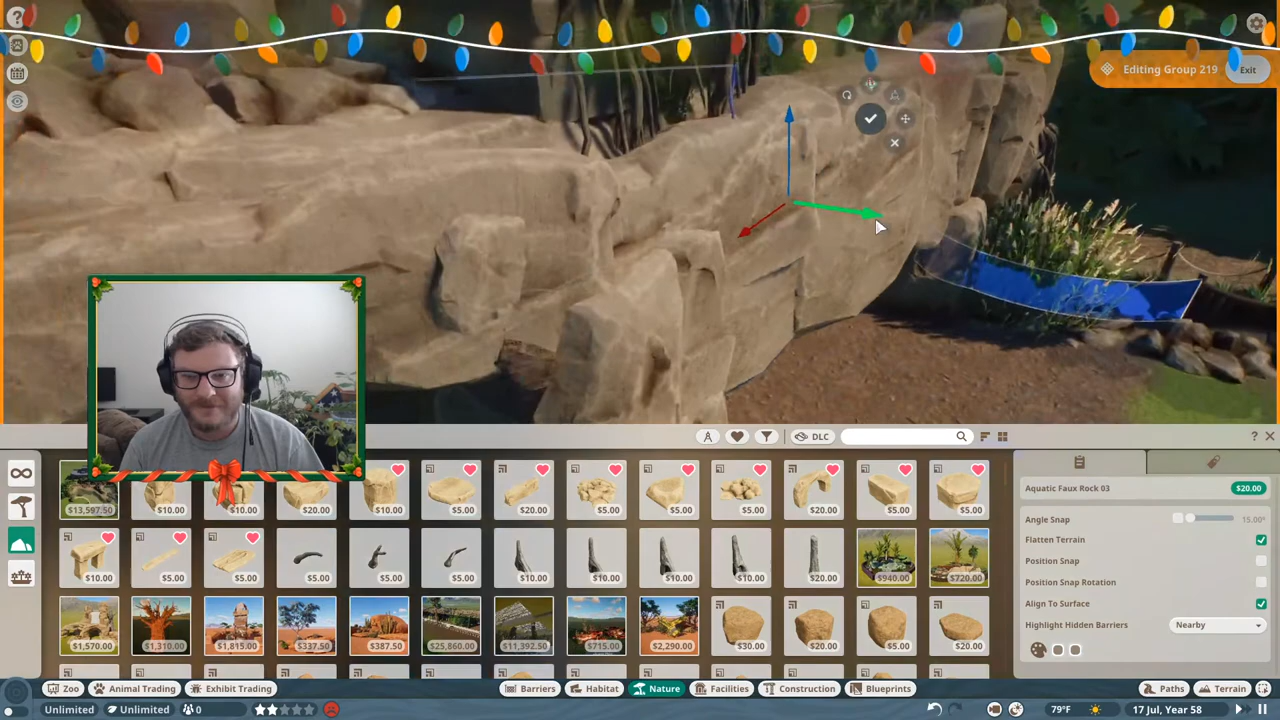 ?
Editing Group 219 Exit
DLC ? 
$13,597.50 $10.00 $10.00 $20.00 $10.00 $5.00 $20.00 $5.00 $5.00 $5.00 $20.00 $5.00 $5.00
$10.00 $5.00 $5.00 $5.00 $5.00 $5.00 $10.00 $10.00 $10.00 $10.00 $20.00 $940.00 $720.00
$1,570.00 $1,310.00 $1,815.00 $337.50 $387.50 $25,860.00 $11,392.50 $715.00 $2,290.00 $30.00 $20.00 $5.00 $20.00
Aquatic Faux Rock 03 $20.00
Angle Snap 15.00°
Flatten Terrain
Position Snap
Position Snap Rotation
Align To Surface
Highlight Hidden Barriers Nearby
Zoo Animal Trading Exhibit Trading Barriers Habitat Nature Facilities Construction Blueprints Paths Terrain
Unlimited Unlimited 0 79°F 17 Jul, Year 58